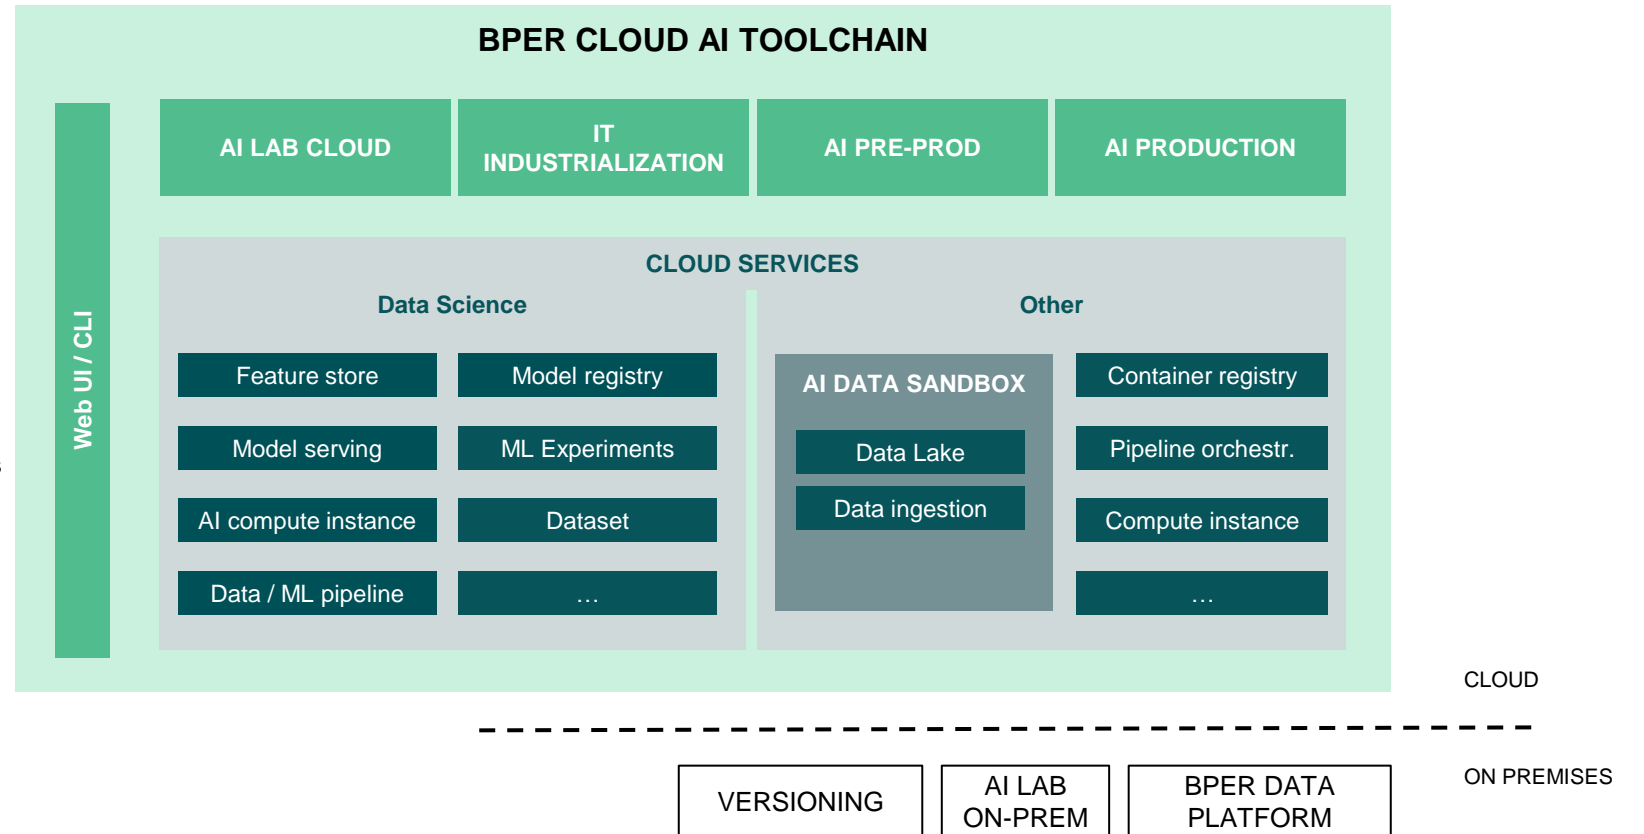 BPER CLOUD AI TOOLCHAIN
Web UI / CLI
AI LAB CLOUD
IT
INDUSTRIALIZATION
AI PRE-PROD
AI PRODUCTION
CLOUD SERVICES
Data Science
Other
Feature store
Model registry
Model serving
ML Experiments
AI compute instance
Dataset
Data / ML pipeline
…
AI DATA SANDBOX
Data Lake
Data ingestion
Container registry
Pipeline orchestr.
Compute instance
…
CLOUD
ON PREMISES
VERSIONING
AI LAB
ON-PREM
BPER DATA
PLATFORM